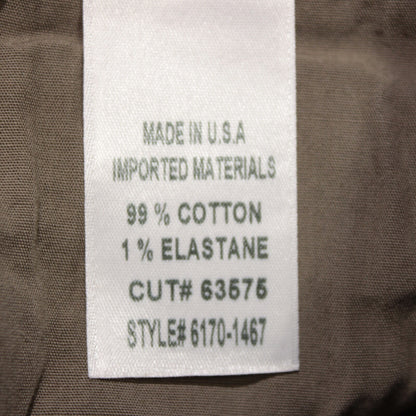 MADE IN U.S.A
IMPORTED MATERIALS
99 % COTTON
1 % ELASTANE
CUT# 63575
STYLE# 6170-1467